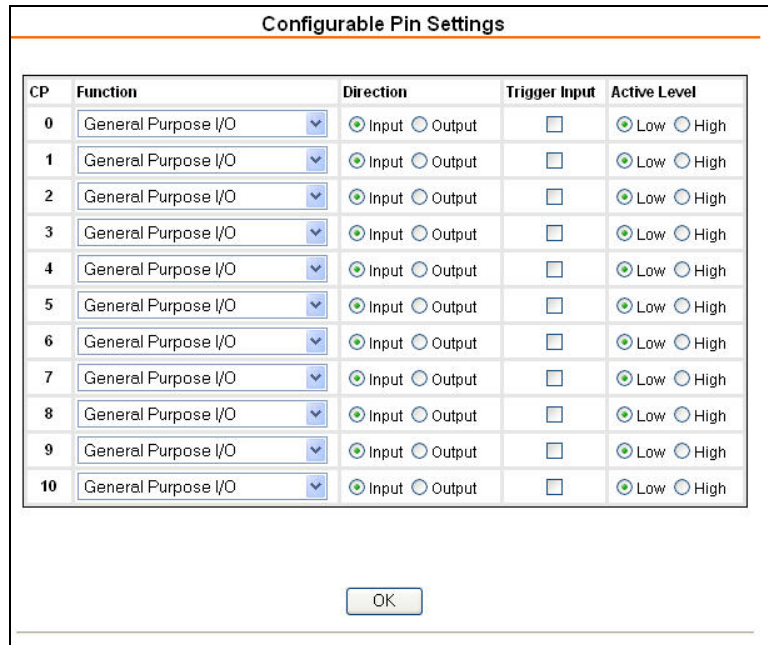 Configurable Pin Settings
CP Function Direction Trigger Input Active Level
0 General Purpose I/O Input Output Low High
1 General Purpose I/O Input Output Low High
2 General Purpose I/O Input Output Low High
3 General Purpose I/O Input Output Low High
4 General Purpose I/O Input Output Low High
5 General Purpose I/O Input Output Low High
6 General Purpose I/O Input Output Low High
7 General Purpose I/O Input Output Low High
8 General Purpose I/O Input Output Low High
9 General Purpose I/O Input Output Low High
10 General Purpose I/O Input Output Low High
OK